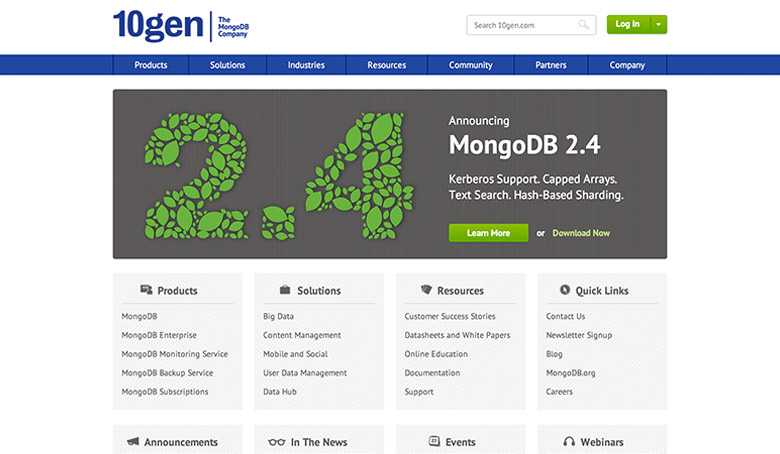 10gen
The
MongoDB
Company
Search 10gen.com
Log In
Products Solutions Industries Resources Community Partners Company
2.4
Announcing
MongoDB 2.4
Kerberos Support. Capped Arrays.
Text Search. Hash-Based Sharding.
Learn More or Download Now
Products
MongoDB
MongoDB Enterprise
MongoDB Monitoring Service
MongoDB Backup Service
MongoDB Subscriptions
Solutions
Big Data
Content Management
Mobile and Social
User Data Management
Data Hub
Resources
Customer Success Stories
Datasheets and White Papers
Online Education
Documentation
Support
Quick Links
Contact Us
Newsletter Signup
Blog
MongoDB.org
Careers
Announcements
In The News
Events
Webinars